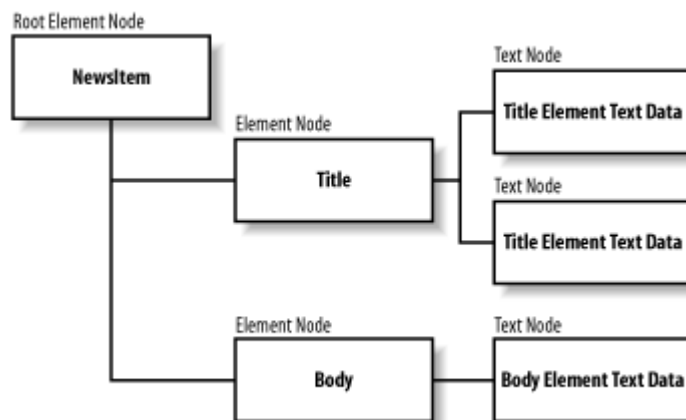 Root Element Node
NewsItem
Text Node
Title Element Text Data
Element Node
Title
Text Node
Title Element Text Data
Element Node
Body
Text Node
Body Element Text Data